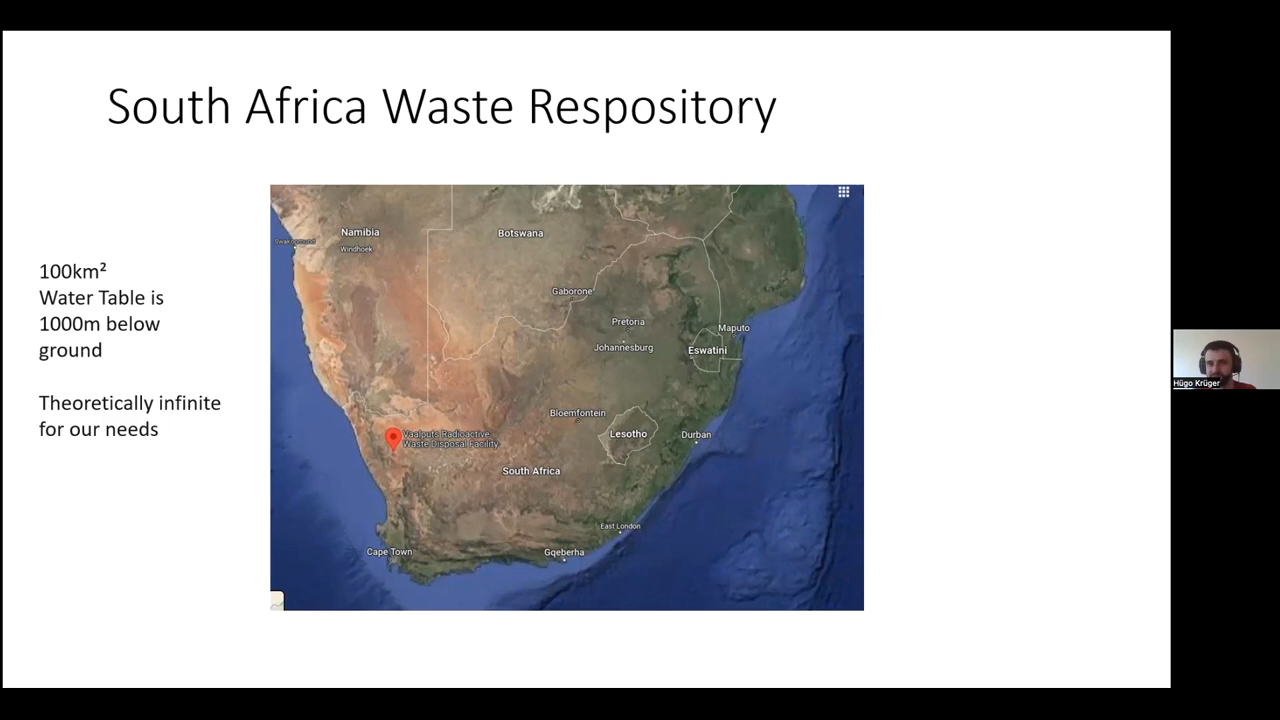 South Africa Waste Respository
100km²
Water Table is
1000m below
ground
Theoretically infinite
for our needs
Namibia
Windhoek
Swakopmund
Botswana
Gaborone
Pretoria
Johannesburg
Maputo
Eswatini
Bloemfontein
Lesotho
Durban
Vaalputs Radioactive
Waste Disposal Facility
South Africa
East London
Cape Town
Gqeberha
Hügo Krüger